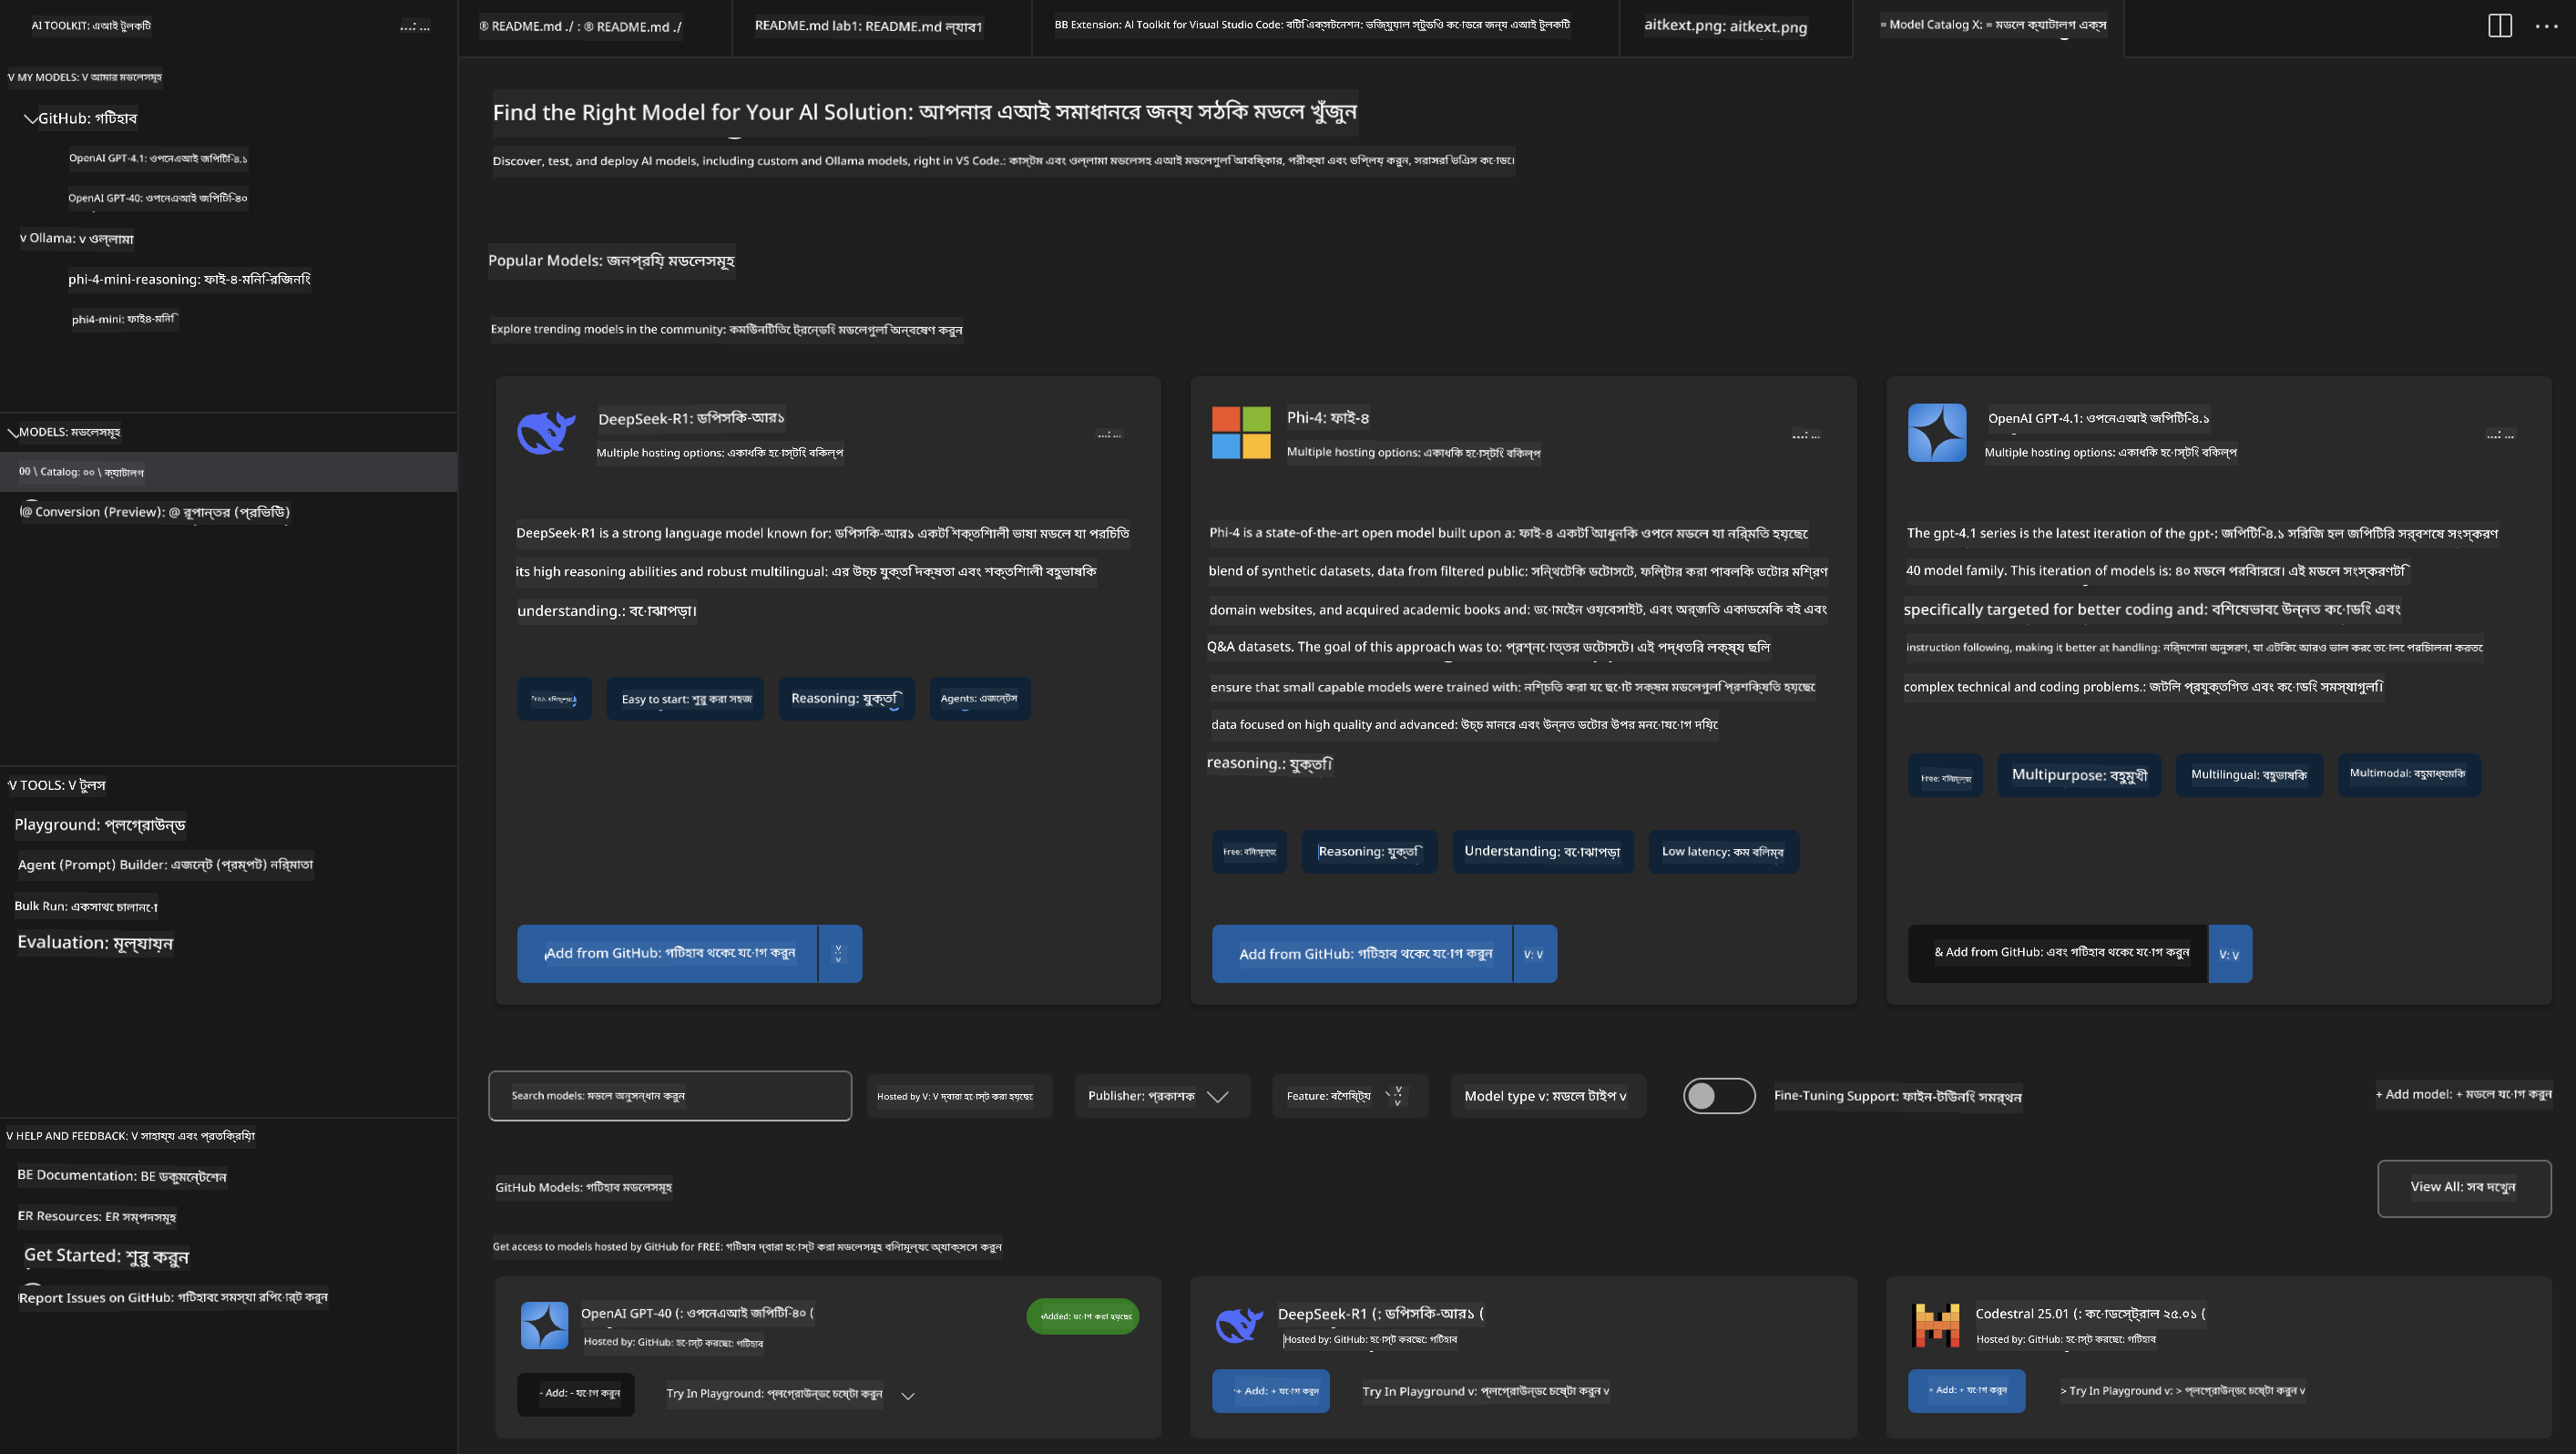 AI TOOLKIT: এআই টুলকিট
...: ...
® README.md ./ : ® README.md ./
README.md lab1: README.md ল্যাব1
BB Extension: AI Toolkit for Visual Studio Code: বিটি এক্সটেনশন: ভিজ্যুয়াল স্টুডিও কোডের জন্য এআই টুলকিট
aitkext.png: aitkext.png
= Model Catalog X: = মডেল ক্যাটালগ এক্স
V MY MODELS: V আমার মডেলসমূহ
GitHub: গিটহাব
OpenAI GPT-4.1: ওপেনএআই জিপিটি-৪.১
OpenAI GPT-40: ওপেনএআই জিপিটি-৪০
v Ollama: v ওল্লামা
phi-4-mini-reasoning: ফাই-৪-মিনি-রিজনিং
phi4-mini: ফাই৪-মিনি
MODELS: মডেলসমূহ
00 \ Catalog: ০০ \ ক্যাটালগ
@ Conversion (Preview): @ রূপান্তর (প্রিভিউ)
V TOOLS: V টুলস
Playground: প্লেগ্রাউন্ড
Agent (Prompt) Builder: এজেন্ট (প্রম্পট) নির্মাতা
Bulk Run: একসাথে চালানো
Evaluation: মূল্যায়ন
V HELP AND FEEDBACK: V সাহায্য এবং প্রতিক্রিয়া
BE Documentation: BE ডকুমেন্টেশন
ER Resources: ER সম্পদসমূহ
Get Started: শুরু করুন
Report Issues on GitHub: গিটহাবে সমস্যা রিপোর্ট করুন
Find the Right Model for Your Al Solution: আপনার এআই সমাধানের জন্য সঠিক মডেল খুঁজুন
Discover, test, and deploy AI models, including custom and Ollama models, right in VS Code.: কাস্টম এবং ওল্লামা মডেলসহ এআই মডেলগুলি আবিষ্কার, পরীক্ষা এবং ডিপ্লয় করুন, সরাসরি ভিএস কোডে।
Popular Models: জনপ্রিয় মডেলসমূহ
Explore trending models in the community: কমিউনিটিতে ট্রেন্ডিং মডেলগুলি অন্বেষণ করুন
DeepSeek-R1: ডিপসিক-আর১
...: ...
Multiple hosting options: একাধিক হোস্টিং বিকল্প
DeepSeek-R1 is a strong language model known for: ডিপসিক-আর১ একটি শক্তিশালী ভাষা মডেল যা পরিচিত
its high reasoning abilities and robust multilingual: এর উচ্চ যুক্তি দক্ষতা এবং শক্তিশালী বহুভাষিক
understanding.: বোঝাপড়া।
Easy to start: শুরু করা সহজ
Reasoning: যুক্তি
Agents: এজেন্টস
Add from GitHub: গিটহাব থেকে যোগ করুন
v: v
Phi-4: ফাই-৪
...: ...
Multiple hosting options: একাধিক হোস্টিং বিকল্প
Phi-4 is a state-of-the-art open model built upon a: ফাই-৪ একটি আধুনিক ওপেন মডেল যা নির্মিত হয়েছে
blend of synthetic datasets, data from filtered public: সিন্থেটিক ডেটাসেট, ফিল্টার করা পাবলিক ডেটার মিশ্রণ
domain websites, and acquired academic books and: ডোমেইন ওয়েবসাইট, এবং অর্জিত একাডেমিক বই এবং
Q&A datasets. The goal of this approach was to: প্রশ্নোত্তর ডেটাসেট। এই পদ্ধতির লক্ষ্য ছিল
ensure that small capable models were trained with: নিশ্চিত করা যে ছোট সক্ষম মডেলগুলি প্রশিক্ষিত হয়েছে
data focused on high quality and advanced: উচ্চ মানের এবং উন্নত ডেটার উপর মনোযোগ দিয়ে
reasoning.: যুক্তি।
Free: বিনামূল্যে
Reasoning: যুক্তি
Understanding: বোঝাপড়া
Low latency: কম বিলম্ব
Add from GitHub: গিটহাব থেকে যোগ করুন
V: V
OpenAI GPT-4.1: ওপেনএআই জিপিটি-৪.১
...: ...
Multiple hosting options: একাধিক হোস্টিং বিকল্প
The gpt-4.1 series is the latest iteration of the gpt-: জিপিটি-৪.১ সিরিজ হল জিপিটির সর্বশেষ সংস্করণ
40 model family. This iteration of models is: ৪০ মডেল পরিবারের। এই মডেল সংস্করণটি
specifically targeted for better coding and: বিশেষভাবে উন্নত কোডিং এবং
instruction following, making it better at handling: নির্দেশনা অনুসরণ, যা এটিকে আরও ভাল করে তোলে পরিচালনা করতে
complex technical and coding problems.: জটিল প্রযুক্তিগত এবং কোডিং সমস্যাগুলি।
Free: বিনামূল্যে
Multipurpose: বহুমুখী
Multilingual: বহুভাষিক
Multimodal: বহুমাধ্যমিক
& Add from GitHub: এবং গিটহাব থেকে যোগ করুন
V: V
Search models: মডেল অনুসন্ধান করুন
Hosted by V: V দ্বারা হোস্ট করা হয়েছে
Publisher: প্রকাশক
Feature: বৈশিষ্ট্য
v: v
Model type v: মডেল টাইপ v
Fine-Tuning Support: ফাইন-টিউনিং সমর্থন
+ Add model: + মডেল যোগ করুন
GitHub Models: গিটহাব মডেলসমূহ
View All: সব দেখুন
Get access to models hosted by GitHub for FREE: গিটহাব দ্বারা হোস্ট করা মডেলসমূহ বিনামূল্যে অ্যাক্সেস করুন
OpenAI GPT-40 (: ওপেনএআই জিপিটি-৪০ (
Added: যোগ করা হয়েছে
Hosted by: GitHub: হোস্ট করেছে: গিটহাব
- Add: - যোগ করুন
Try In Playground: প্লেগ্রাউন্ডে চেষ্টা করুন
DeepSeek-R1 (: ডিপসিক-আর১ (
Hosted by: GitHub: হোস্ট করেছে: গিটহাব
+ Add: + যোগ করুন
Try In Playground v: প্লেগ্রাউন্ডে চেষ্টা করুন v
Codestral 25.01 (: কোডেস্ট্রাল ২৫.০১ (
Hosted by: GitHub: হোস্ট করেছে: গিটহাব
+ Add: + যোগ করুন
> Try In Playground v: > প্লেগ্রাউন্ডে চেষ্টা করুন v